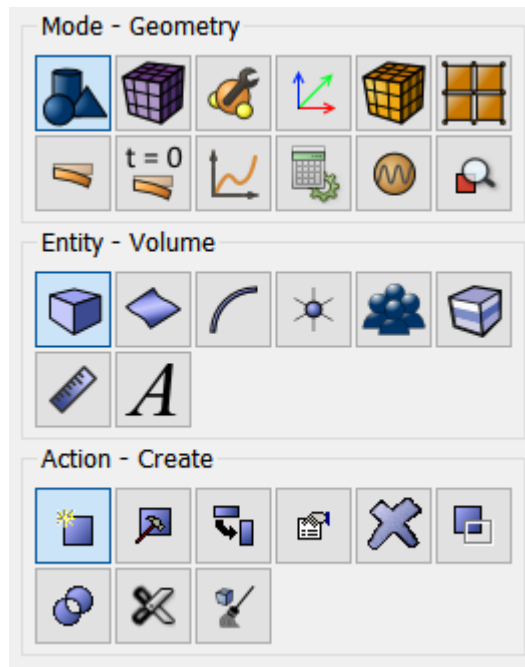 Mode - Geometry
t = 0
Entity - Volume
A
Action - Create